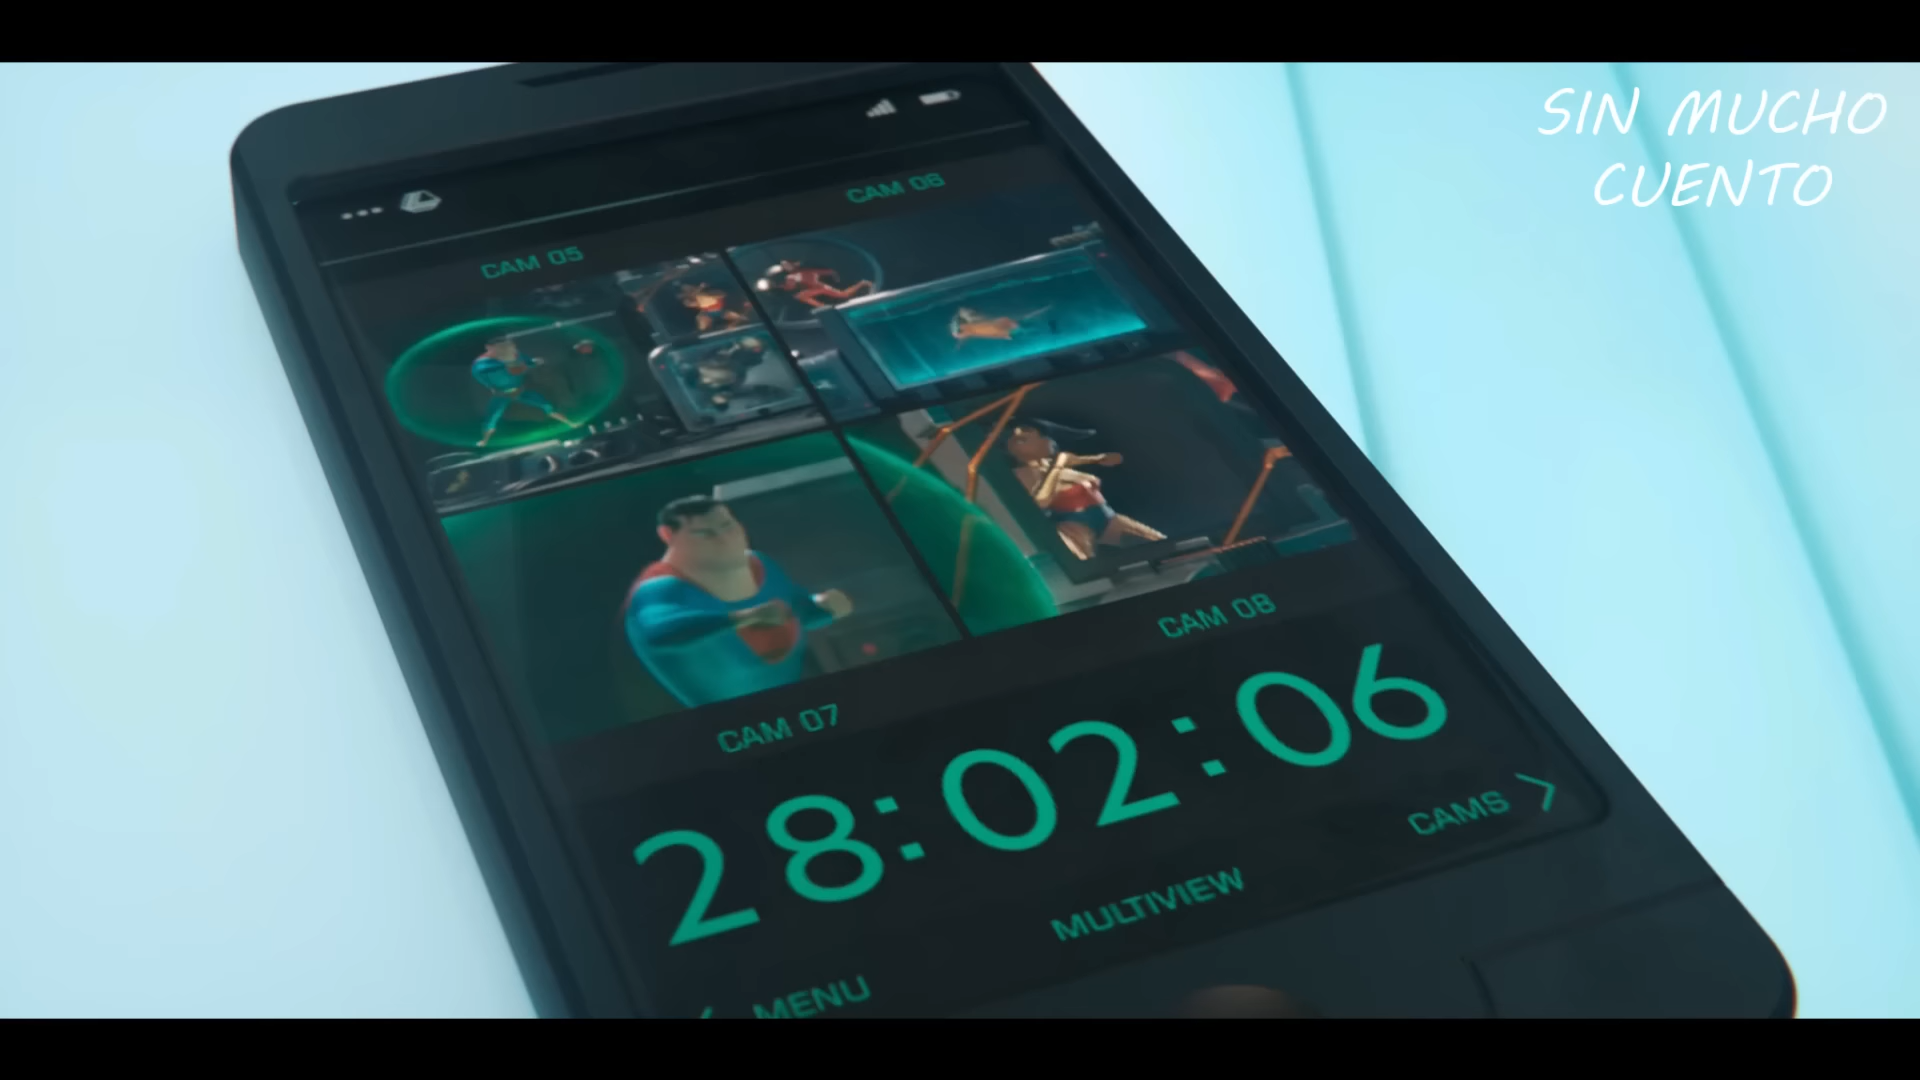 SIN MUCHO
CUENTO
CAM 06
CAM 05
CAM 08
CAM 07
28:02:06
CAMS
MULTIVIEW
MENU